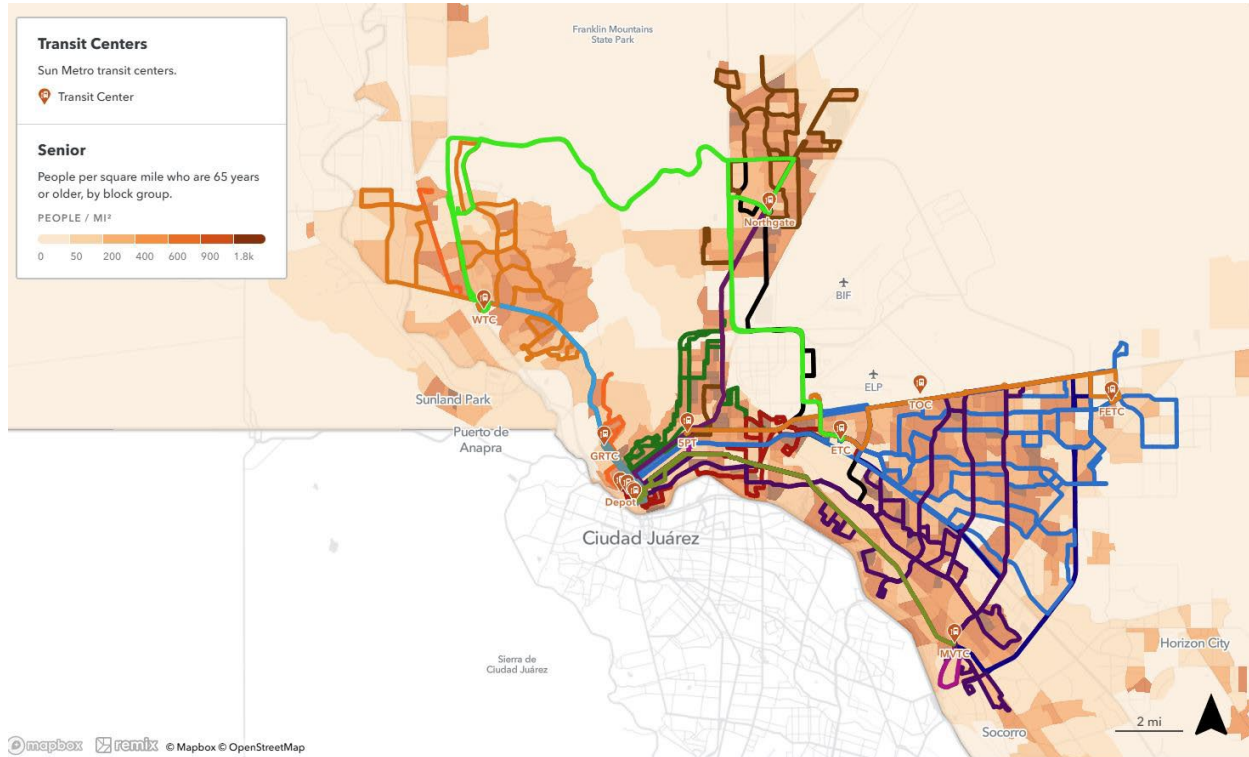 Transit Centers
Sun Metro transit centers.
Transit Center
Senior
People per square mile who are 65 years
or older, by block group.
PEOPLE / MI²
0 50 200 400 600 900 1.8k
Franklin Mountains
State Park
Northgate
BIF
WTC
ELP
TOC
FETC
Sunland Park
Puerto de
Anapra
GRTC
5PT
ETC
Depot
Ciudad Juárez
Sierra de
Ciudad Juárez
MVTC
Horizon City
Socorro
2 mi
mapbox remix © Mapbox © OpenStreetMap